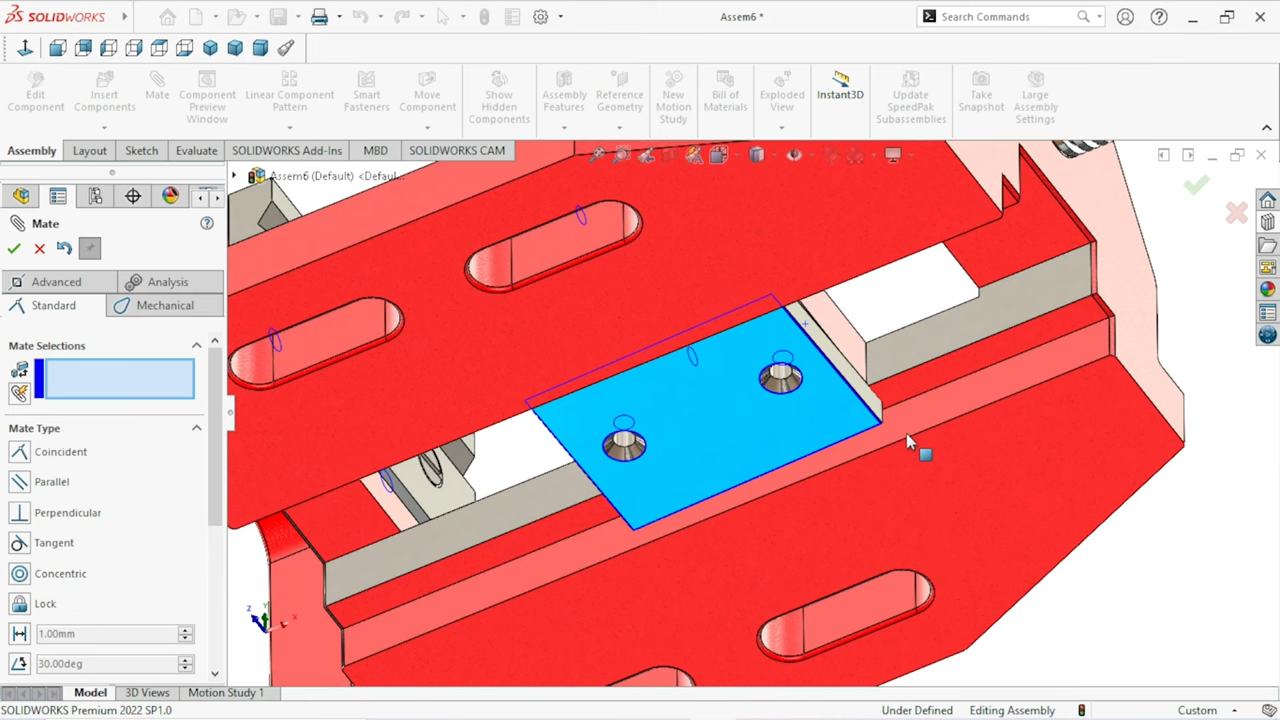 SOLIDWORKS
Assem6 *
Search Commands
Edit Component
Insert Components
Mate
Component Preview Window
Linear Component Pattern
Smart Fasteners
Move Component
Show Hidden Components
Assembly Features
Reference Geometry
New Motion Study
Bill of Materials
Exploded View
Instant3D
Update SpeedPak Subassemblies
Take Snapshot
Large Assembly Settings
Assembly
Layout
Sketch
Evaluate
SOLIDWORKS Add-Ins
MBD
SOLIDWORKS CAM
Assem6 (Default) <Defaul...
Mate
Advanced
Analysis
Standard
Mechanical
Mate Selections
Mate Type
Coincident
Parallel
Perpendicular
Tangent
Concentric
Lock
1.00mm
30.00deg
Z
Y
X
Model
3D Views
Motion Study 1
SOLIDWORKS Premium 2022 SP1.0
Under Defined
Editing Assembly
Custom